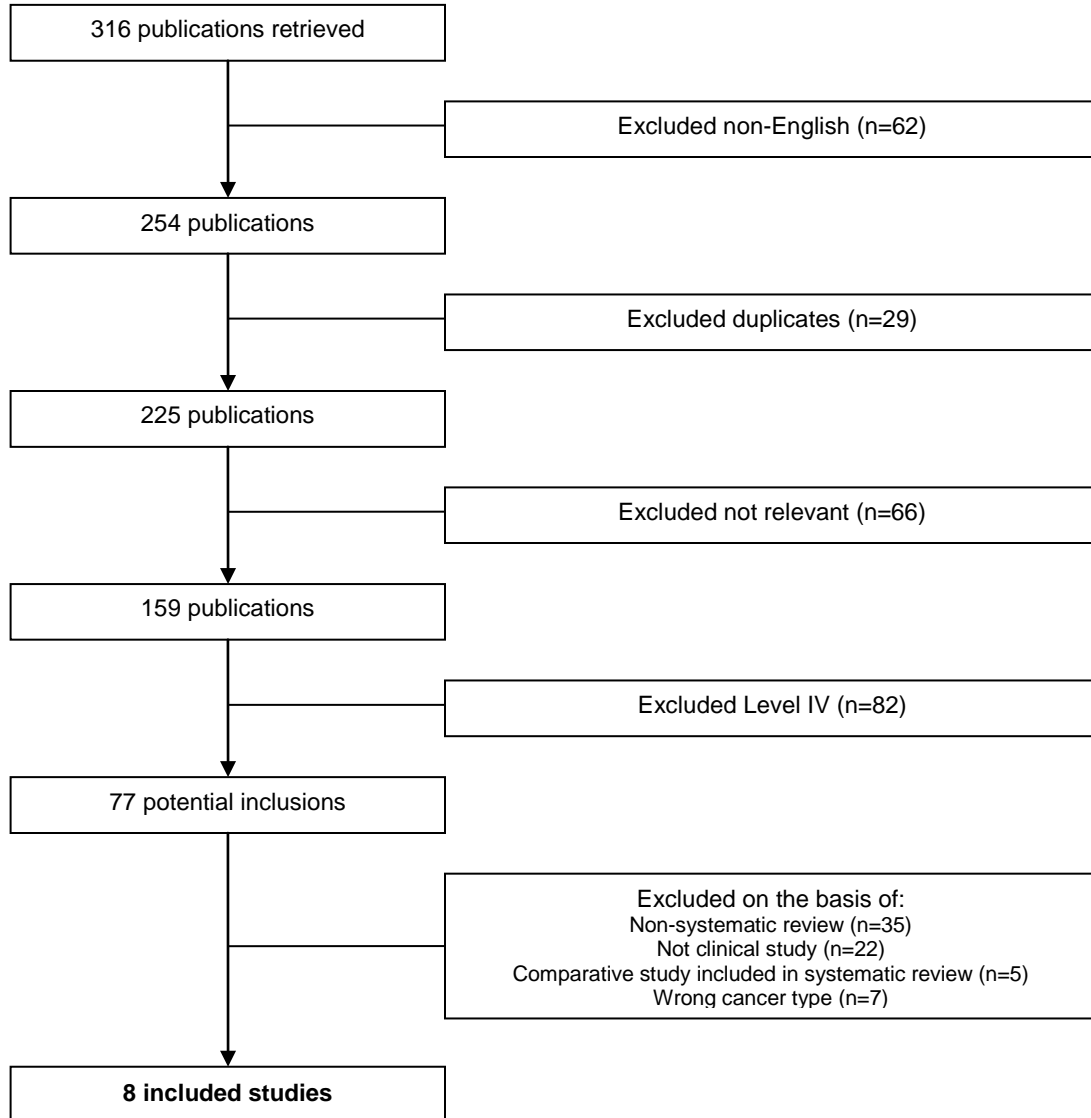 316 publications retrieved
Excluded non-English (n=62)
254 publications
Excluded duplicates (n=29)
225 publications
Excluded not relevant (n=66)
159 publications
Excluded Level IV (n=82)
77 potential inclusions
Excluded on the basis of:
Non-systematic review (n=35)
Not clinical study (n=22)
Comparative study included in systematic review (n=5)
Wrong cancer type (n=7)
8 included studies